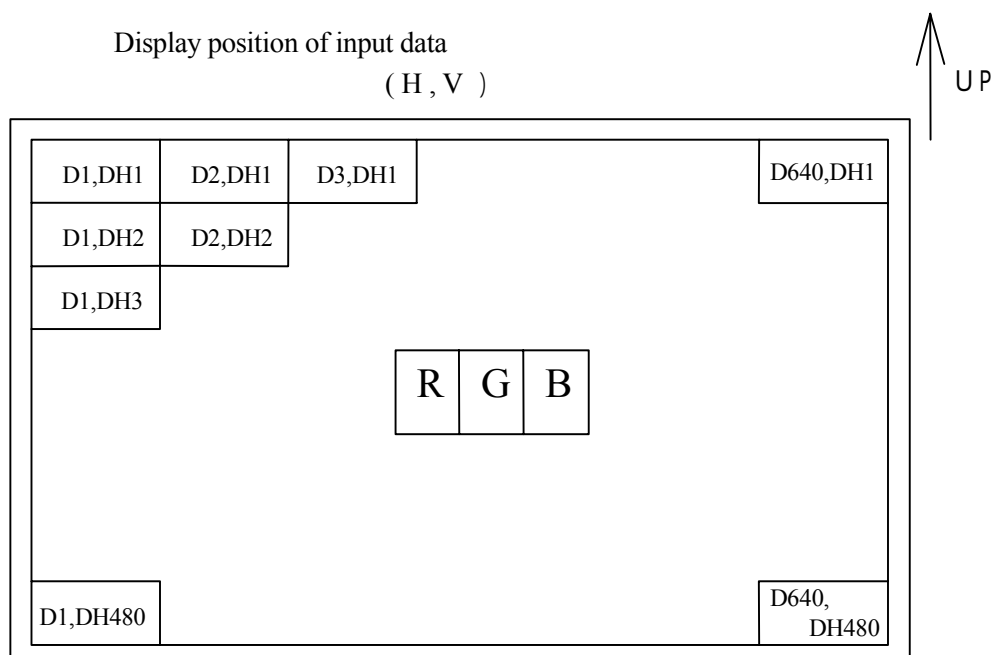 Display position of input data
( H , V )
U P
D1,DH1 D2,DH1 D3,DH1 D640,DH1
D1,DH2 D2,DH2
D1,DH3
R G B
D1,DH480 D640,
DH480